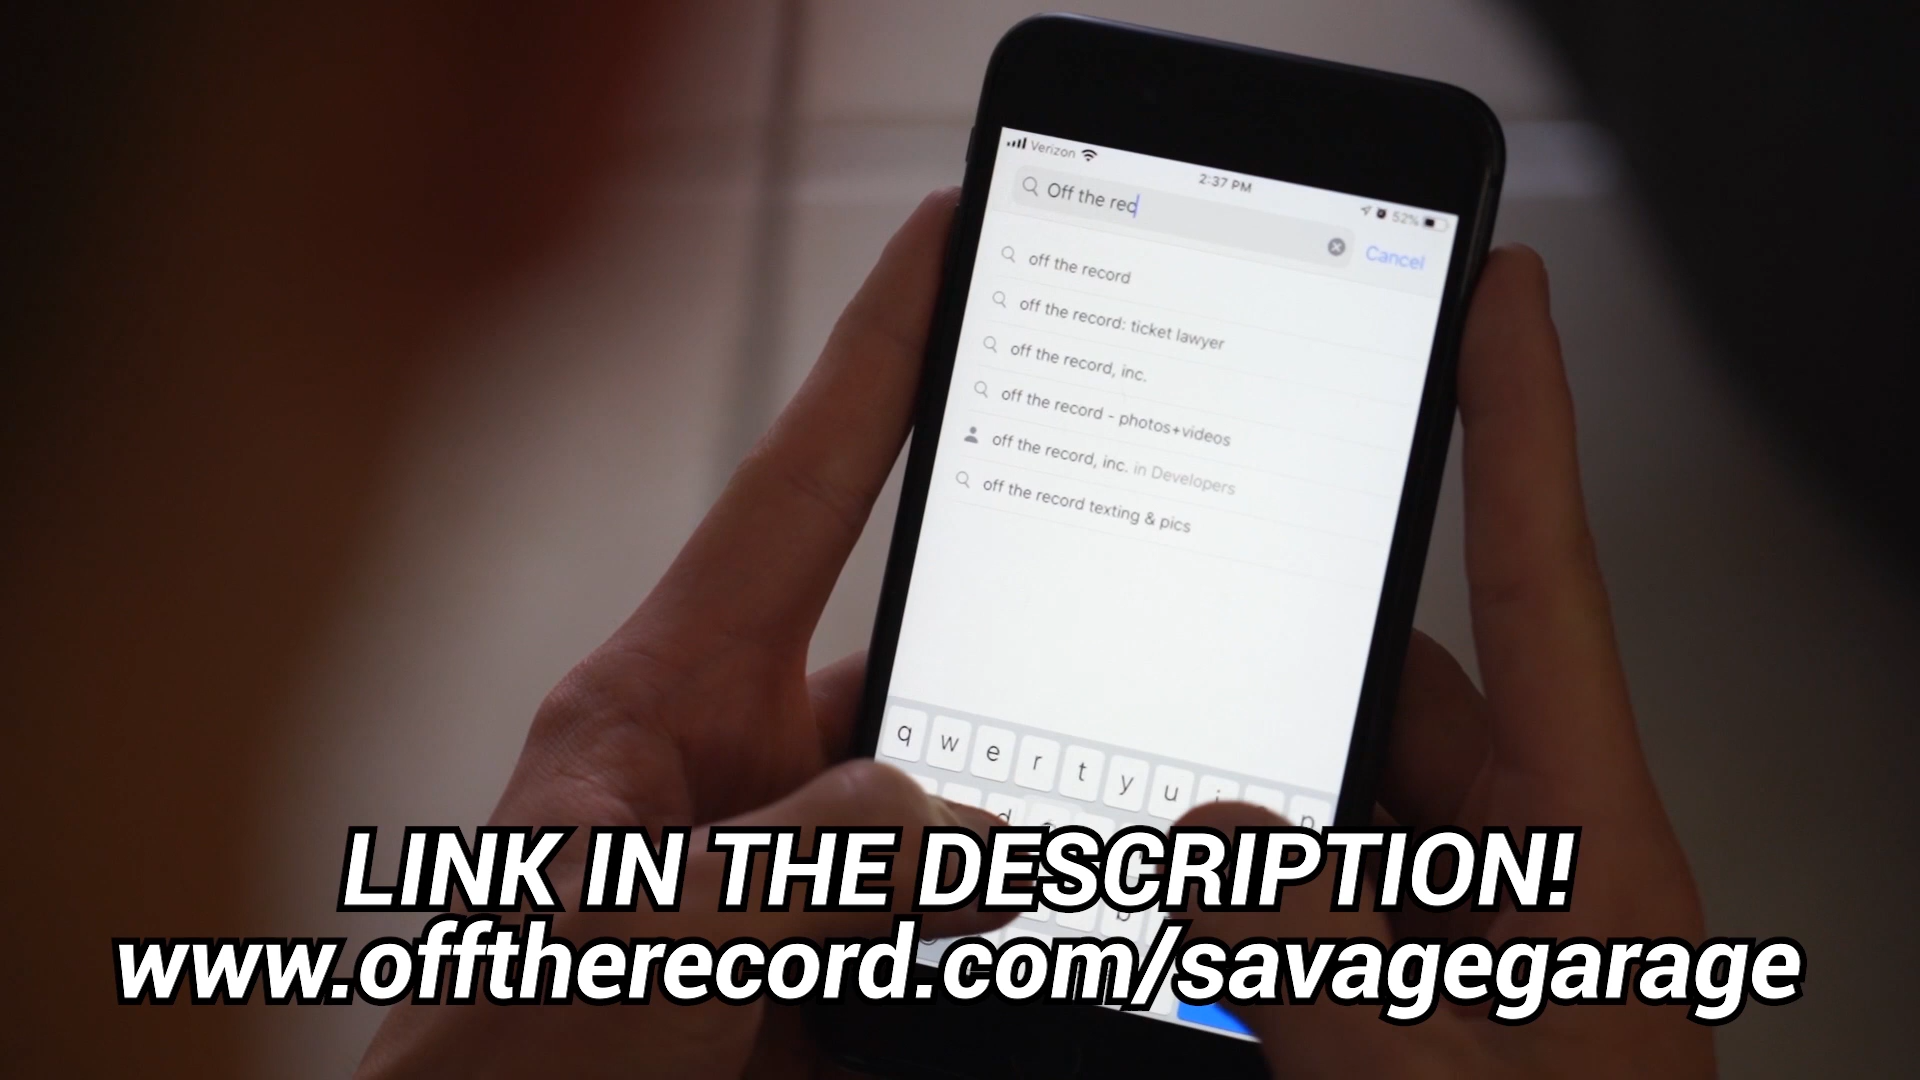 Verizon
2:37 PM
52%
Off the rec
Cancel
off the record
off the record: ticket lawyer
off the record, inc.
off the record - photos+videos
off the record, inc. in Developers
off the record texting & pics
q w e r t y u i p
d
b
LINK IN THE DESCRIPTION!
www.offtherecord.com/savagegarage